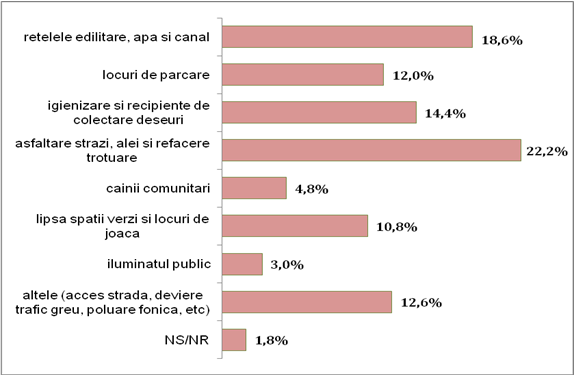 retelele edilitare, apa si canal
18,6%
locuri de parcare
12,0%
igienizare si recipiente de
colectare deseuri
14,4%
asfaltare strazi, alei si refacere
trotuare
22,2%
cainii comunitari
4,8%
lipsa spatii verzi si locuri de
joaca
10,8%
iluminatul public
3,0%
altele (acces strada, deviere
trafic greu, poluare fonica, etc)
12,6%
NS/NR
1,8%